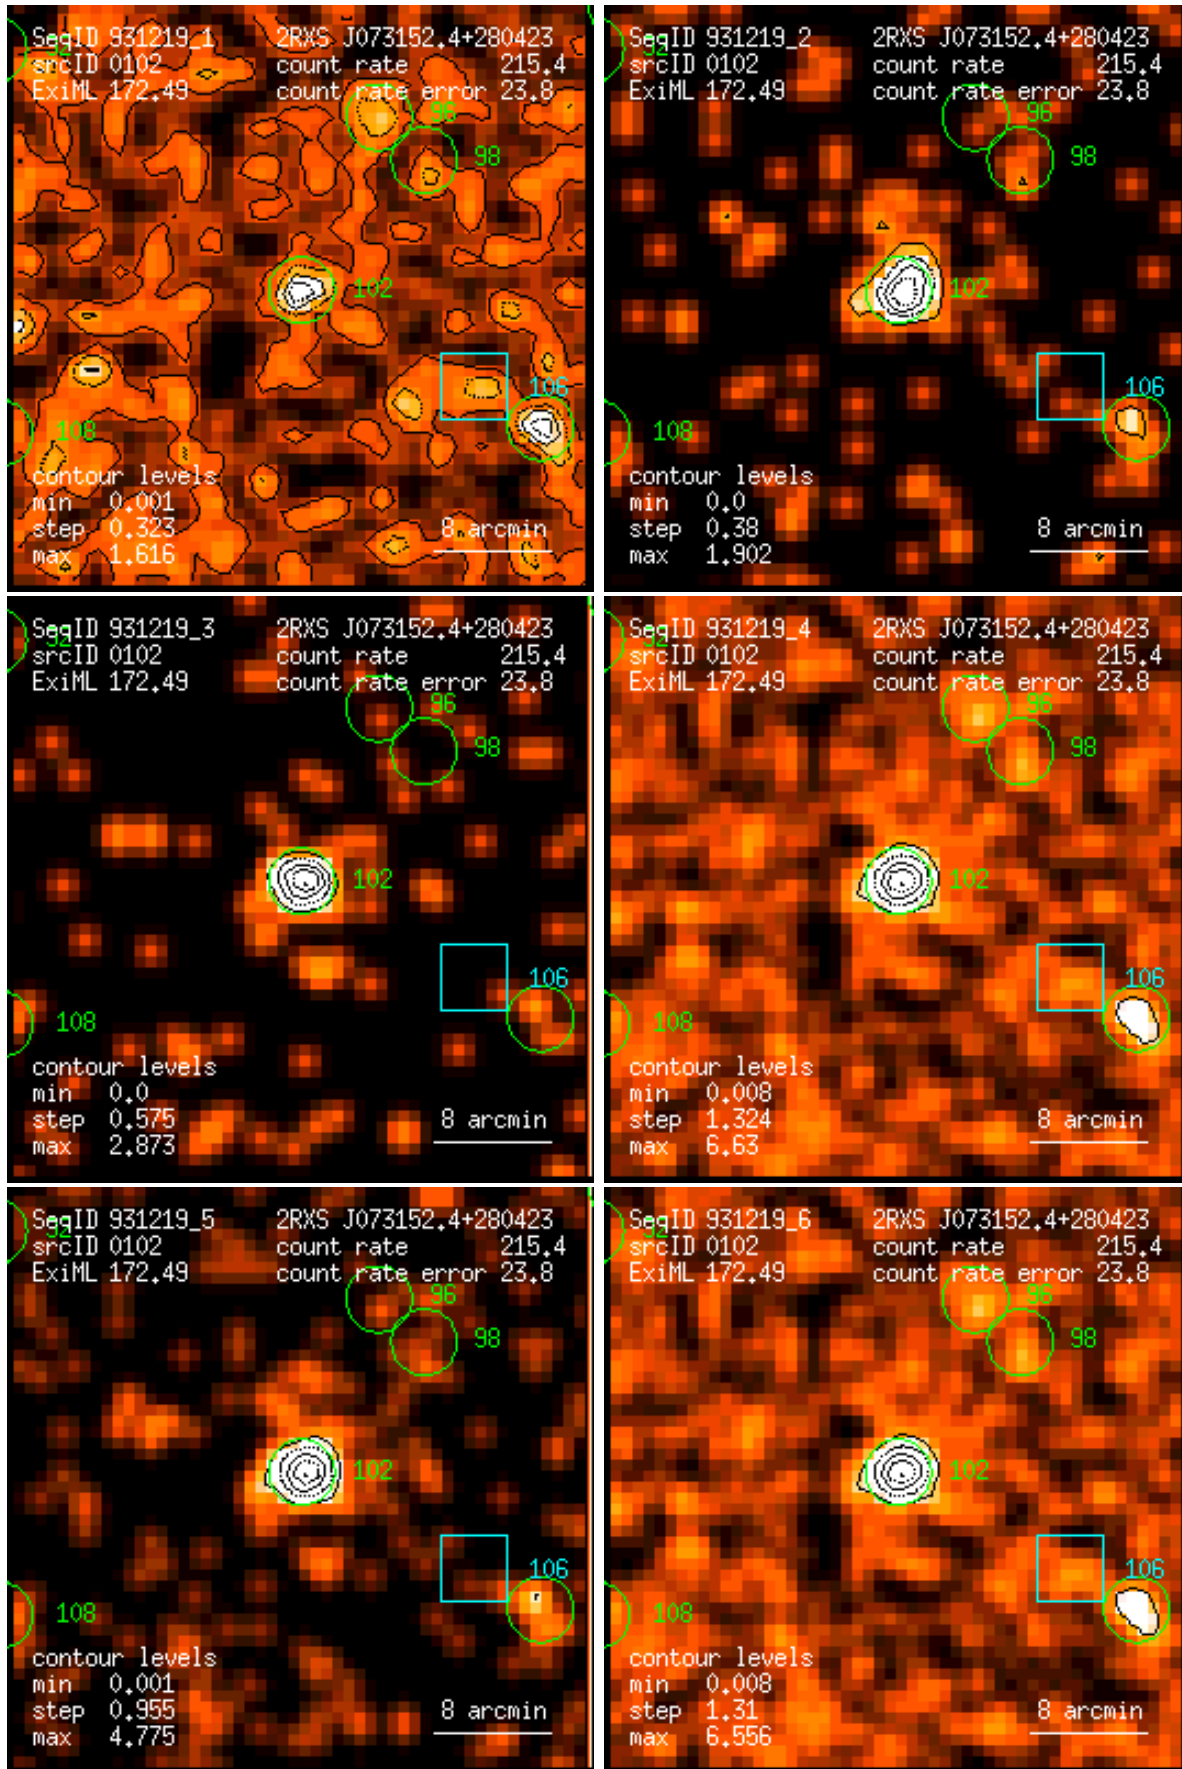 SeqID 931219_1 2RXS J073152.4+280423
92
srcID 0102 count rate 215.4
ExiML 172.49 count rate error 23.8
96
98
102
106
108
contour levels
min 0.001
step 0.323
max 1.616
8 arcmin
SeqID 931219_2 2RXS J073152.4+280423
92
srcID 0102 count rate 215.4
ExiML 172.49 count rate error 23.8
96
98
102
106
108
contour levels
min 0.0
step 0.38
max 1.902
8 arcmin
SeqID 931219_3 2RXS J073152.4+280423
92
srcID 0102 count rate 215.4
ExiML 172.49 count rate error 23.8
96
98
102
106
108
contour levels
min 0.0
step 0.575
max 2.873
8 arcmin
SeqID 931219_4 2RXS J073152.4+280423
92
srcID 0102 count rate 215.4
ExiML 172.49 count rate error 23.8
96
98
102
106
108
contour levels
min 0.008
step 1.324
max 6.63
8 arcmin
SeqID 931219_5 2RXS J073152.4+280423
92
srcID 0102 count rate 215.4
ExiML 172.49 count rate error 23.8
96
98
102
106
108
contour levels
min 0.001
step 0.955
max 4.775
8 arcmin
SeqID 931219_6 2RXS J073152.4+280423
92
srcID 0102 count rate 215.4
ExiML 172.49 count rate error 23.8
96
98
102
106
108
contour levels
min 0.008
step 1.31
max 6.556
8 arcmin